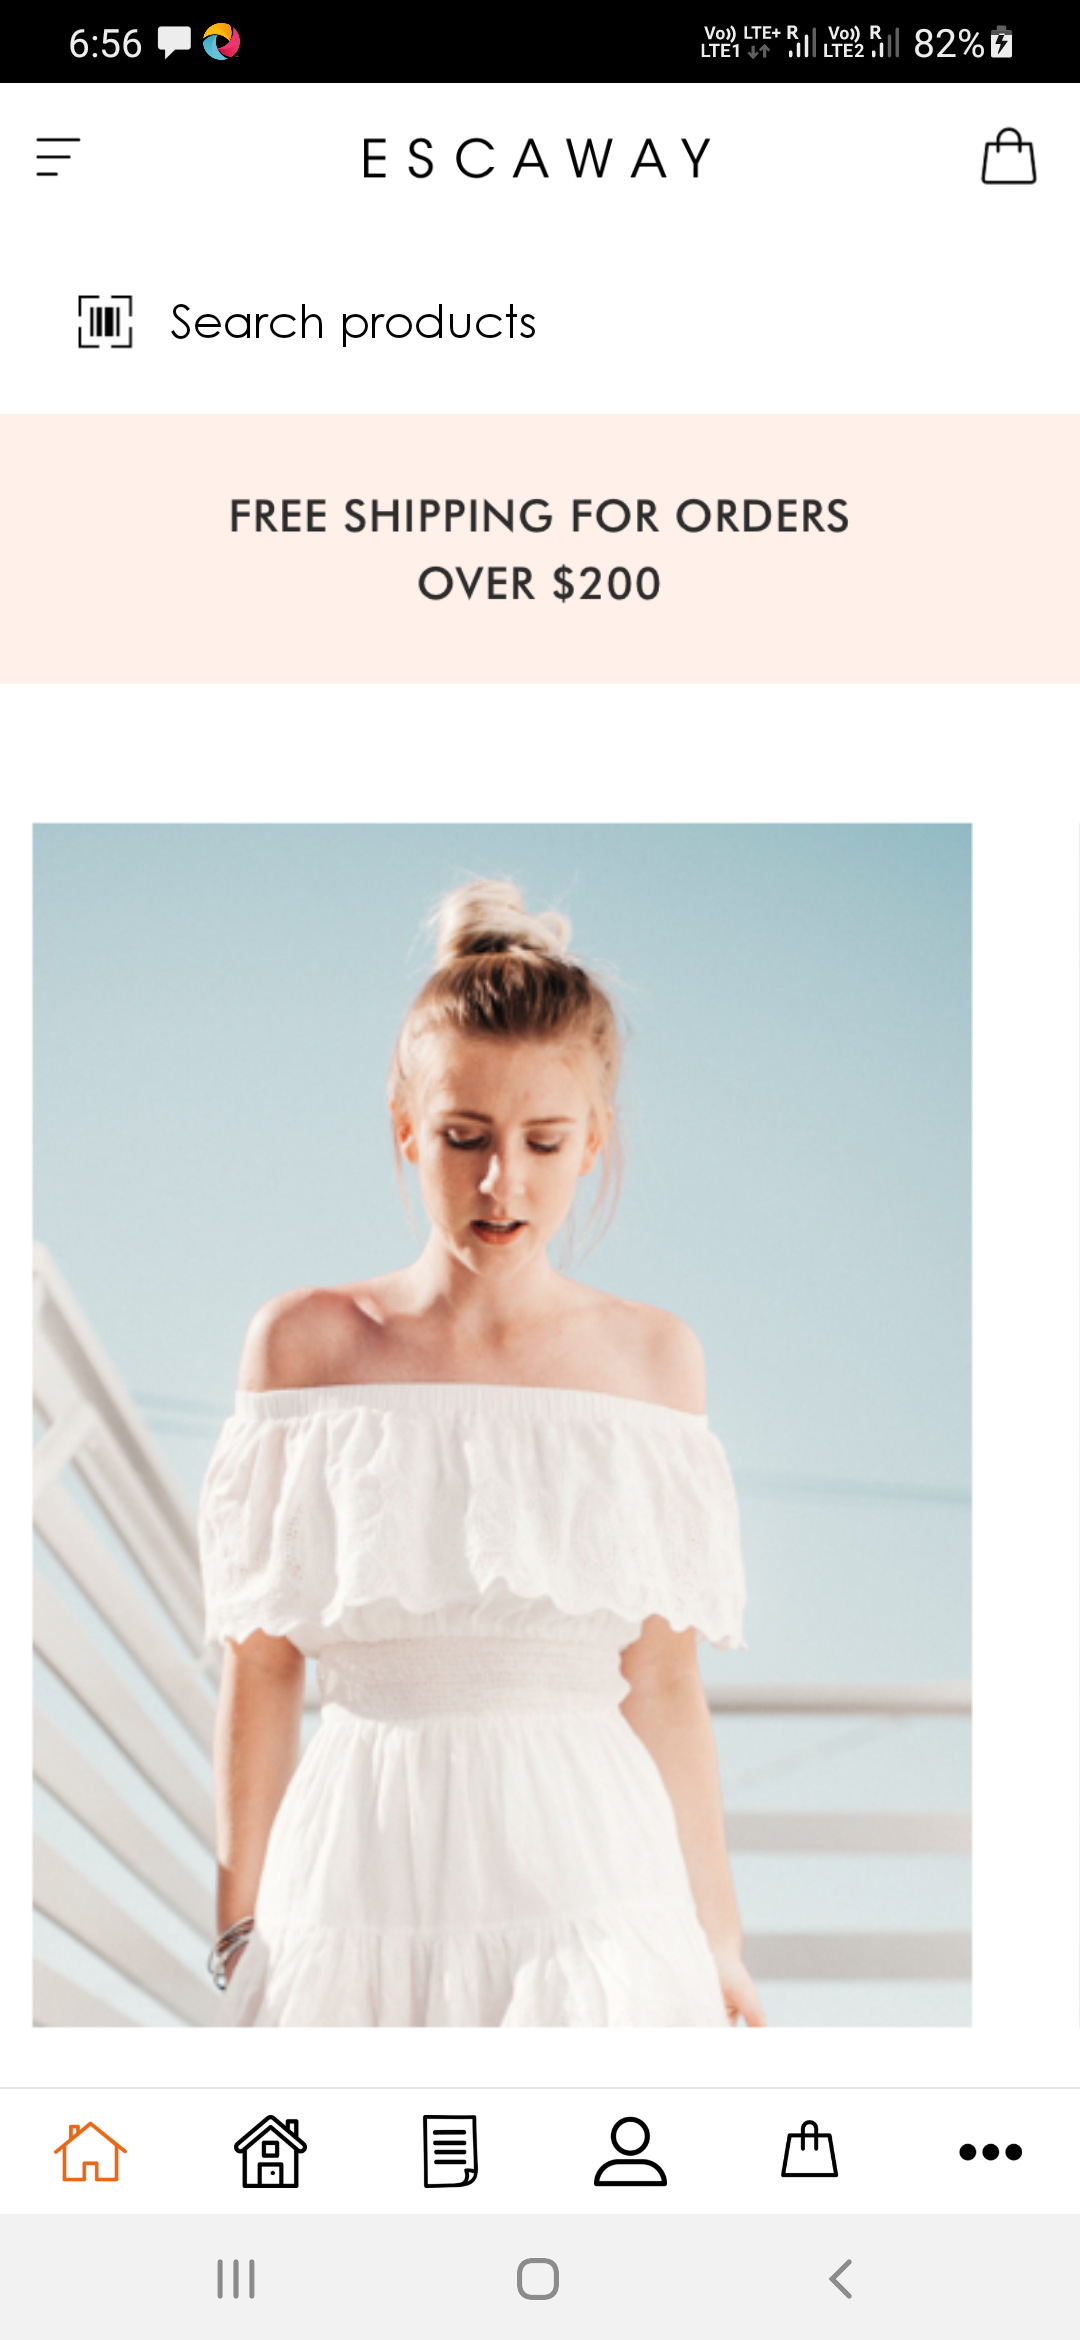 6:56
Vo)) LTE+ R Vo)) R
LTE1 LTE2 82%
ESCAWAY
Search products
FREE SHIPPING FOR ORDERS
OVER $200